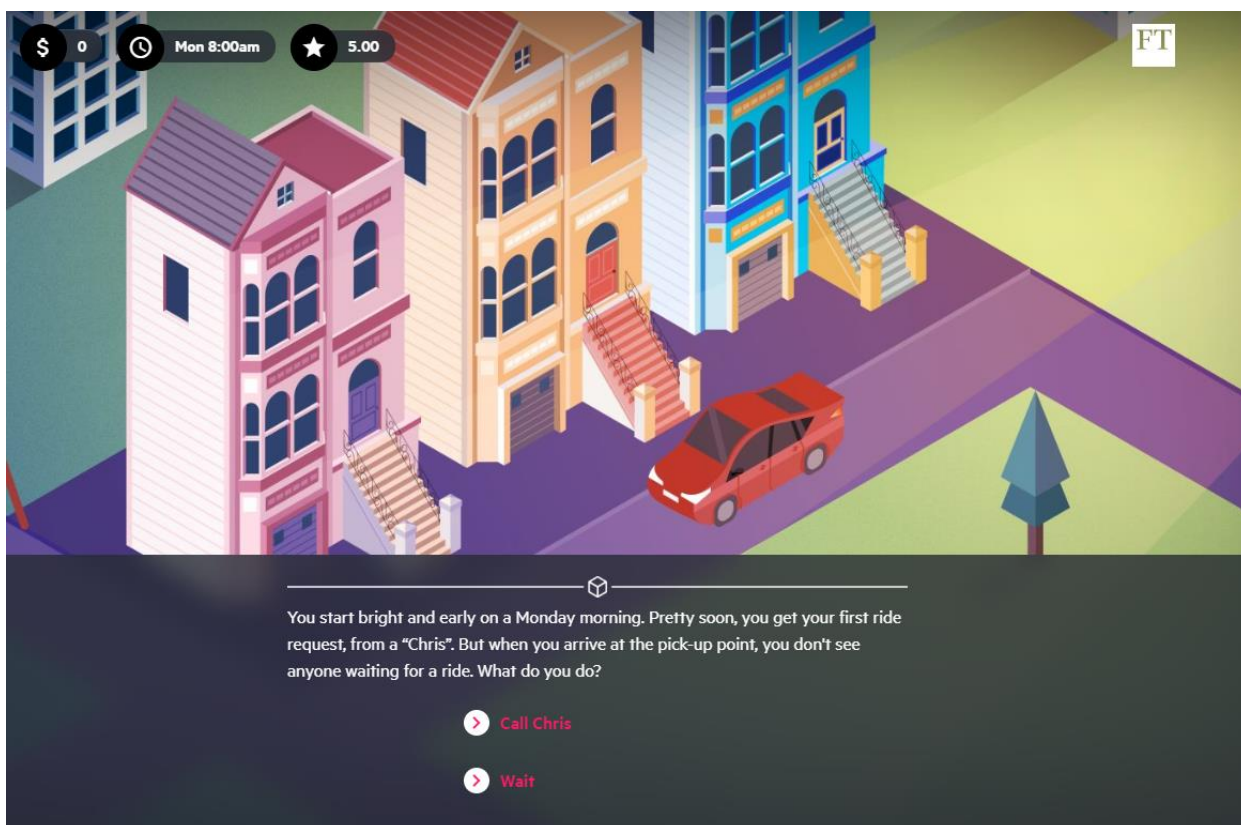 $ 0 Mon 8:00am 5.00
FT
You start bright and early on a Monday morning. Pretty soon, you get your first ride
request, from a “Chris”. But when you arrive at the pick-up point, you don't see
anyone waiting for a ride. What do you do?
Call Chris
Wait